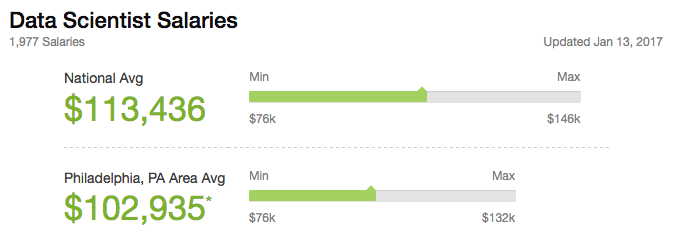 Data Scientist Salaries
1,977 Salaries Updated Jan 13, 2017
National Avg Min Max
$113,436
$76k $146k
Philadelphia, PA Area Avg Min Max
$102,935*
$76k $132k